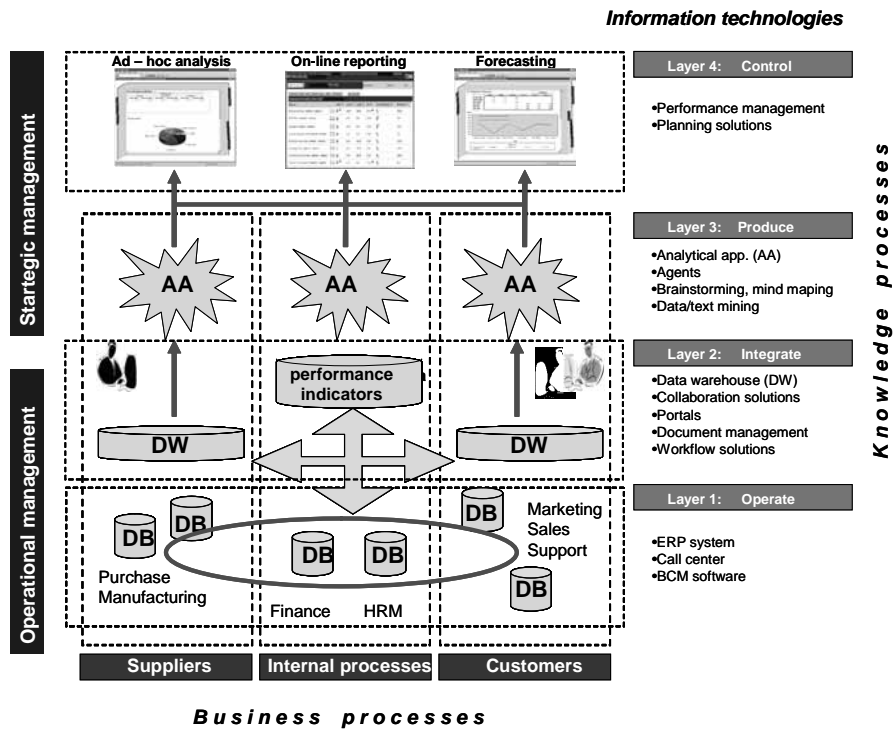 Information technologies
Ad – hoc analysis
On-line reporting
Forecasting
Layer 4: Control
•Performance management
•Planning solutions
Startegic management
Layer 3: Produce
AA
AA
AA
•Analytical app. (AA)
•Agents
•Brainstorming, mind maping
•Data/text mining
Knowledge processes
Layer 2: Integrate
performance
indicators
•Data warehouse (DW)
•Collaboration solutions
•Portals
•Document management
•Workflow solutions
DW
DW
Operational management
Layer 1: Operate
DB
DB
DB
DB
DB
DB
Marketing
Sales
Support
•ERP system
•Call center
•BCM software
Purchase
Manufacturing
Finance
HRM
Suppliers
Internal processes
Customers
Business processes